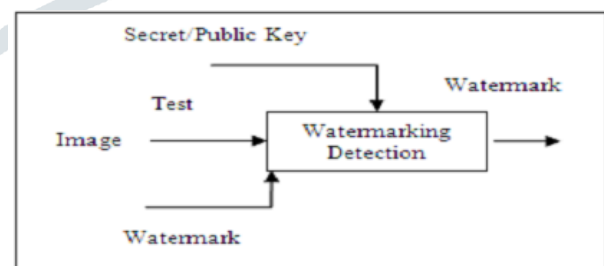 Secret/Public Key
Watermark
Test
Image
Watermarking
Detection
Watermark